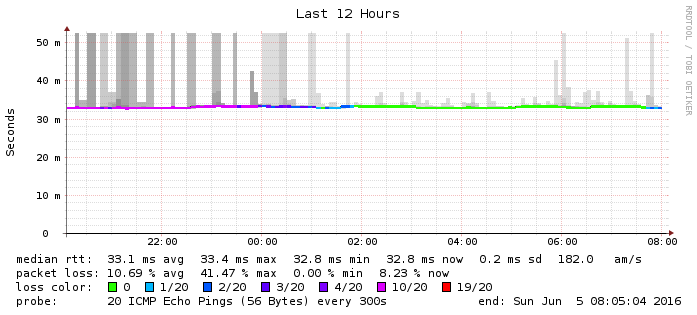 Last 12 Hours
RRDTOOL / TOBI OETIKER
Seconds
50 m
40 m
30 m
20 m
10 m
0
22:00 00:00 02:00 04:00 06:00 08:00
median rtt: 33.1 ms avg 33.4 ms max 32.8 ms min 32.8 ms now 0.2 ms sd 182.0 am/s
packet loss: 10.69 % avg 41.47 % max 0.00 % min 8.23 % now
loss color: 0 1/20 2/20 3/20 4/20 10/20 19/20
probe: 20 ICMP Echo Pings (56 Bytes) every 300s end: Sun Jun 5 08:05:04 2016